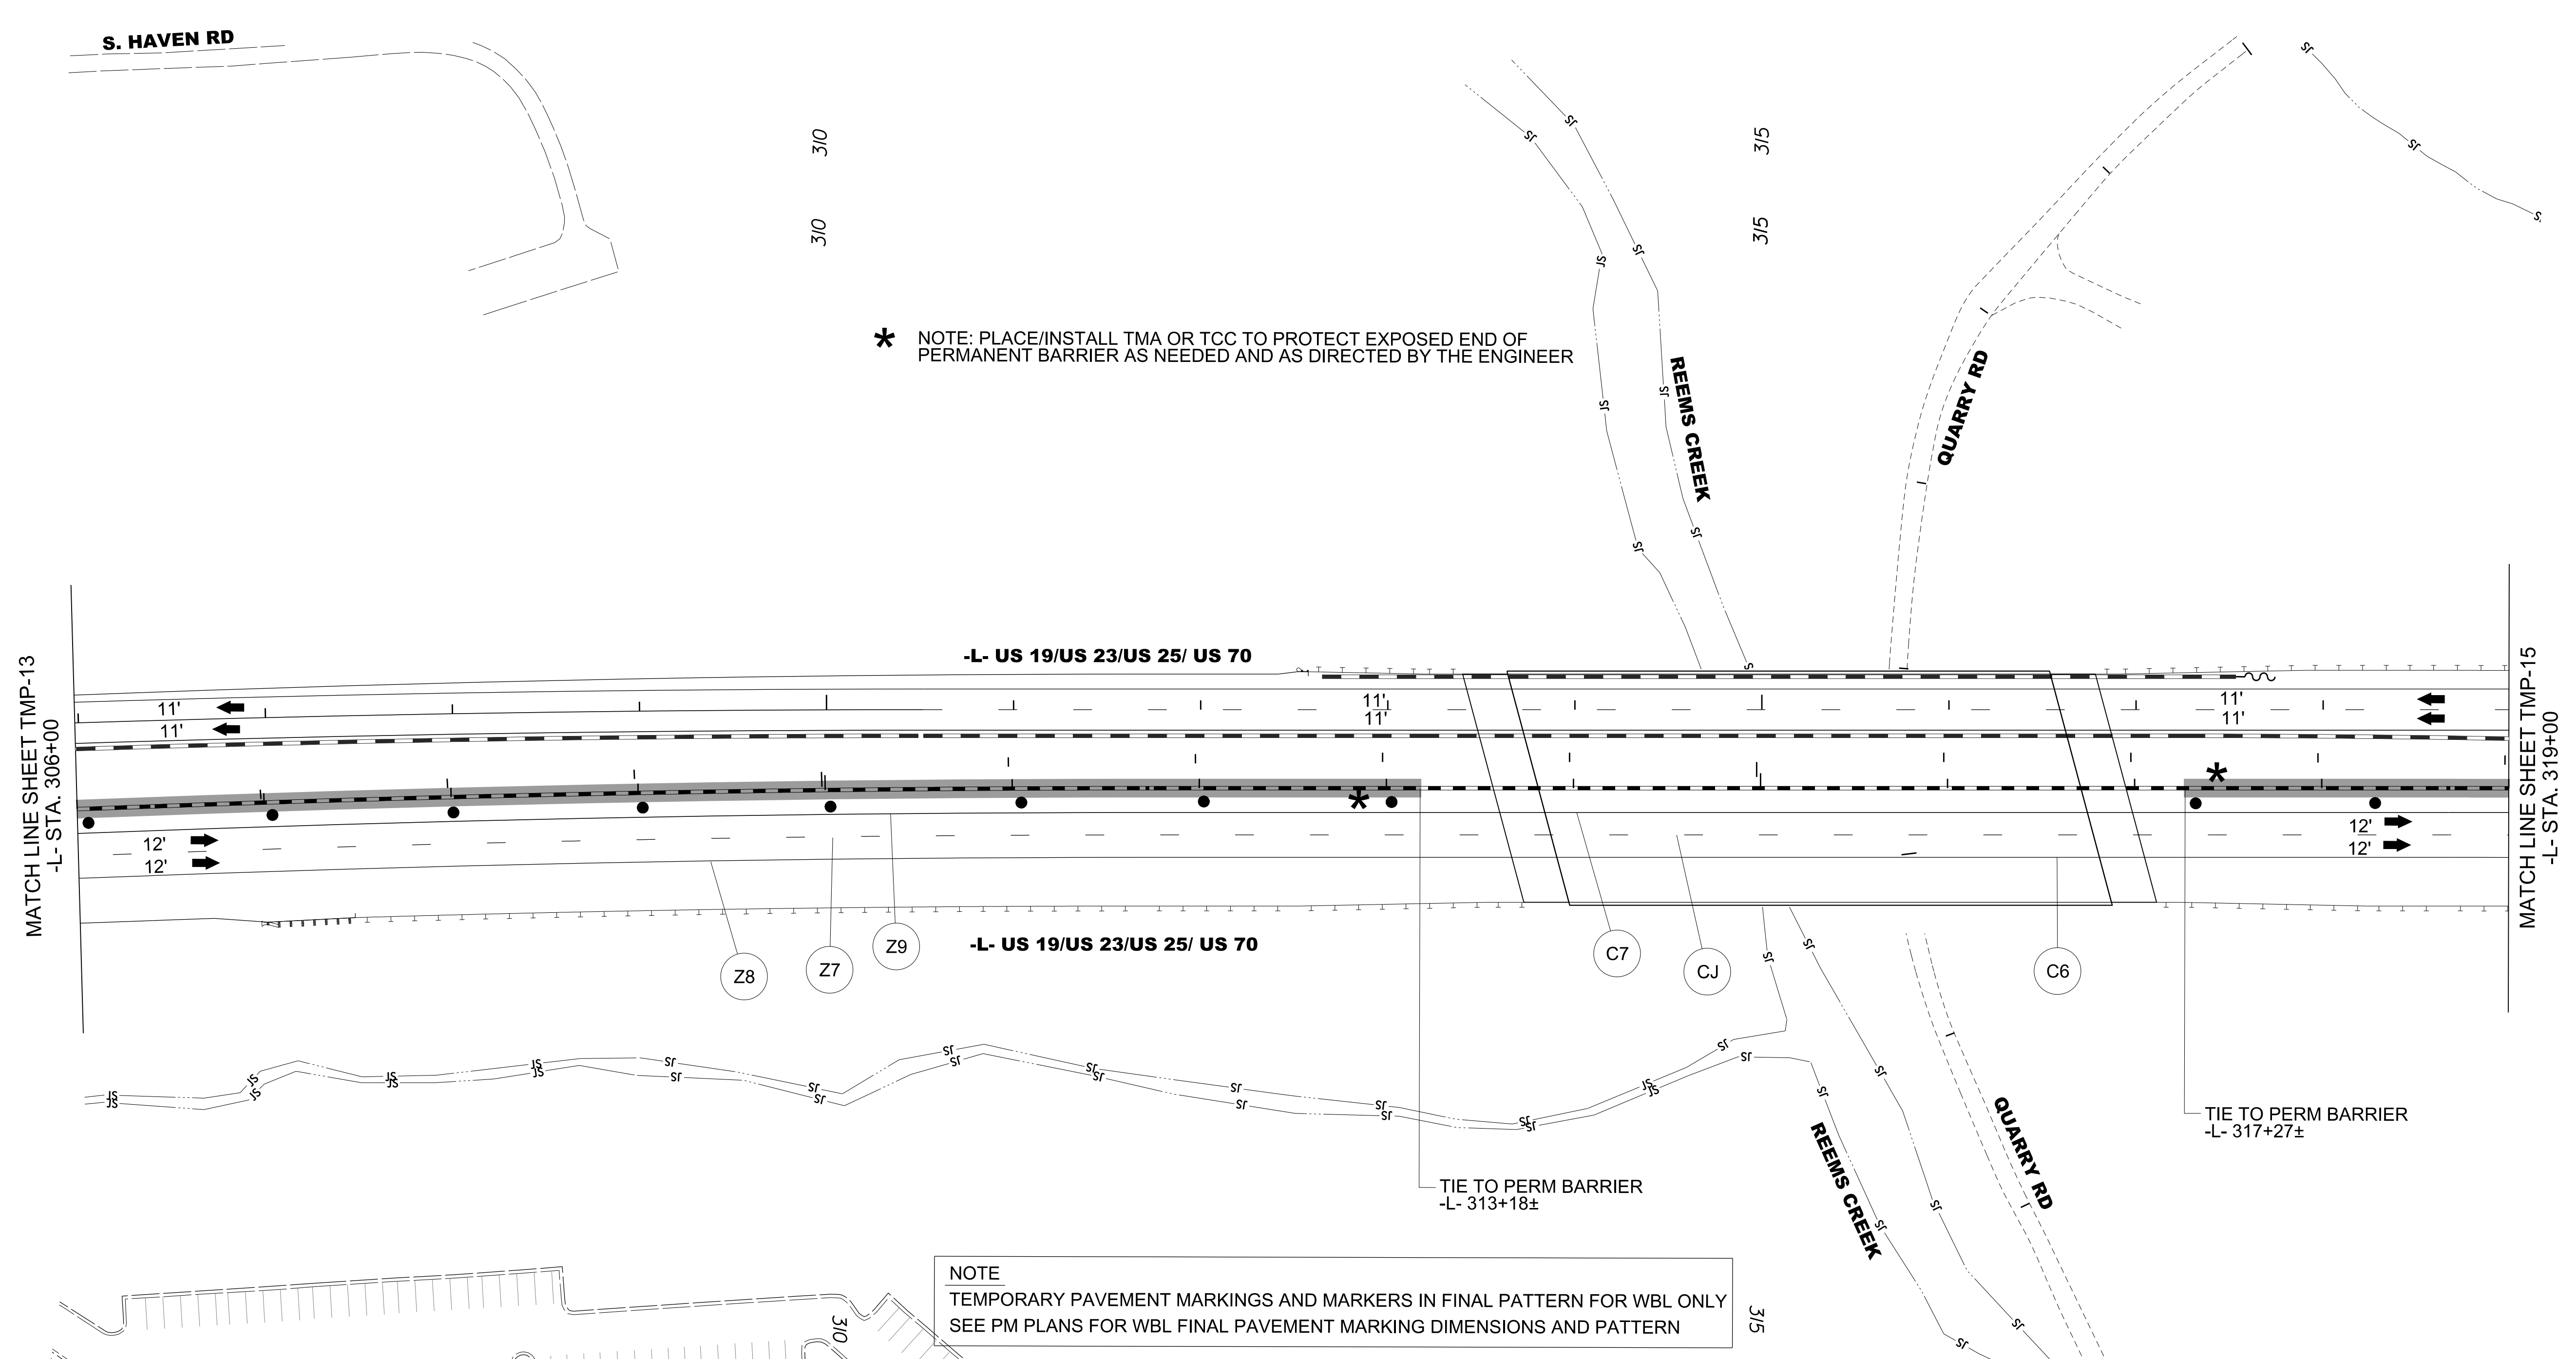 S. HAVEN RD
310
315
310
315
* NOTE: PLACE/INSTALL TMA OR TCC TO PROTECT EXPOSED END OF
PERMANENT BARRIER AS NEEDED AND AS DIRECTED BY THE ENGINEER
REEMS CREEK
QUARRY RD
MATCH LINE SHEET TMP-13
-L- STA. 306+00
MATCH LINE SHEET TMP-15
-L- STA. 319+00
-L- US 19/US 23/US 25/ US 70
11'
11'
11'
11'
11'
11'
*
*
12'
12'
12'
12'
Z8
Z7
Z9
-L- US 19/US 23/US 25/ US 70
C7
CJ
C6
TIE TO PERM BARRIER
-L- 317+27±
TIE TO PERM BARRIER
-L- 313+18±
REEMS CREEK
QUARRY RD
NOTE
TEMPORARY PAVEMENT MARKINGS AND MARKERS IN FINAL PATTERN FOR WBL ONLY
SEE PM PLANS FOR WBL FINAL PAVEMENT MARKING DIMENSIONS AND PATTERN
310
315